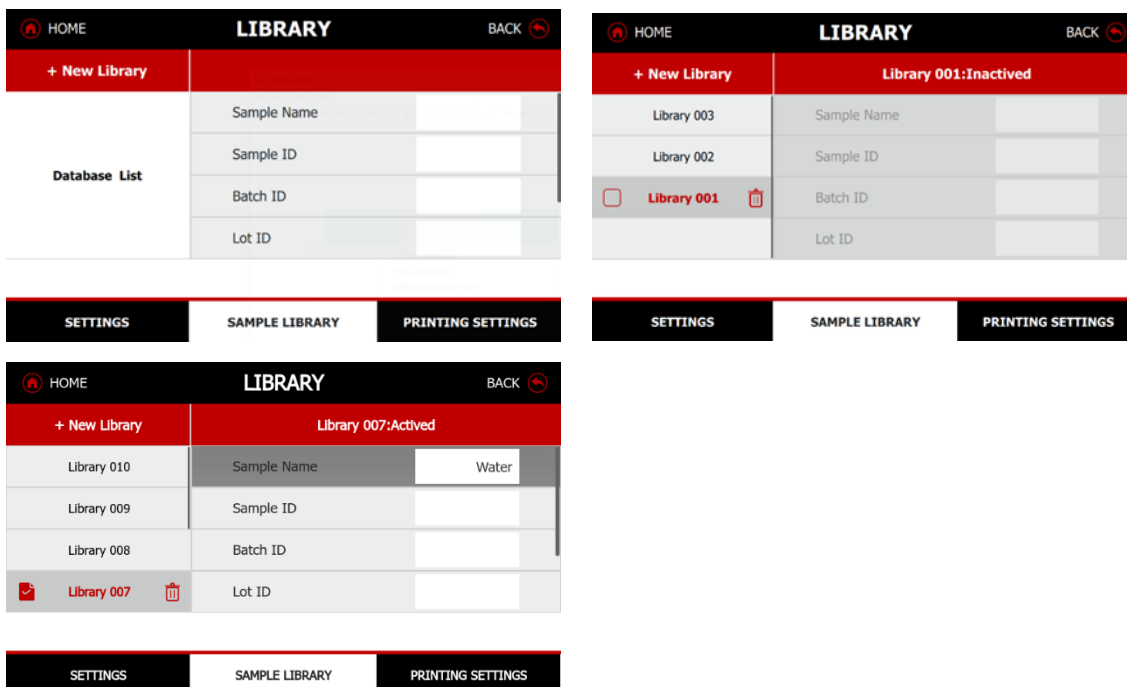 HOME LIBRARY BACK
+ New Library
Sample Name
Sample ID
Database List
Batch ID
Lot ID
SETTINGS SAMPLE LIBRARY PRINTING SETTINGS
HOME LIBRARY BACK
+ New Library Library 001:Inactived
Library 003 Sample Name
Library 002 Sample ID
Library 001 Batch ID
Lot ID
SETTINGS SAMPLE LIBRARY PRINTING SETTINGS
HOME LIBRARY BACK
+ New Library Library 007:Actived
Library 010 Sample Name Water
Library 009 Sample ID
Library 008 Batch ID
Library 007 Lot ID
SETTINGS SAMPLE LIBRARY PRINTING SETTINGS